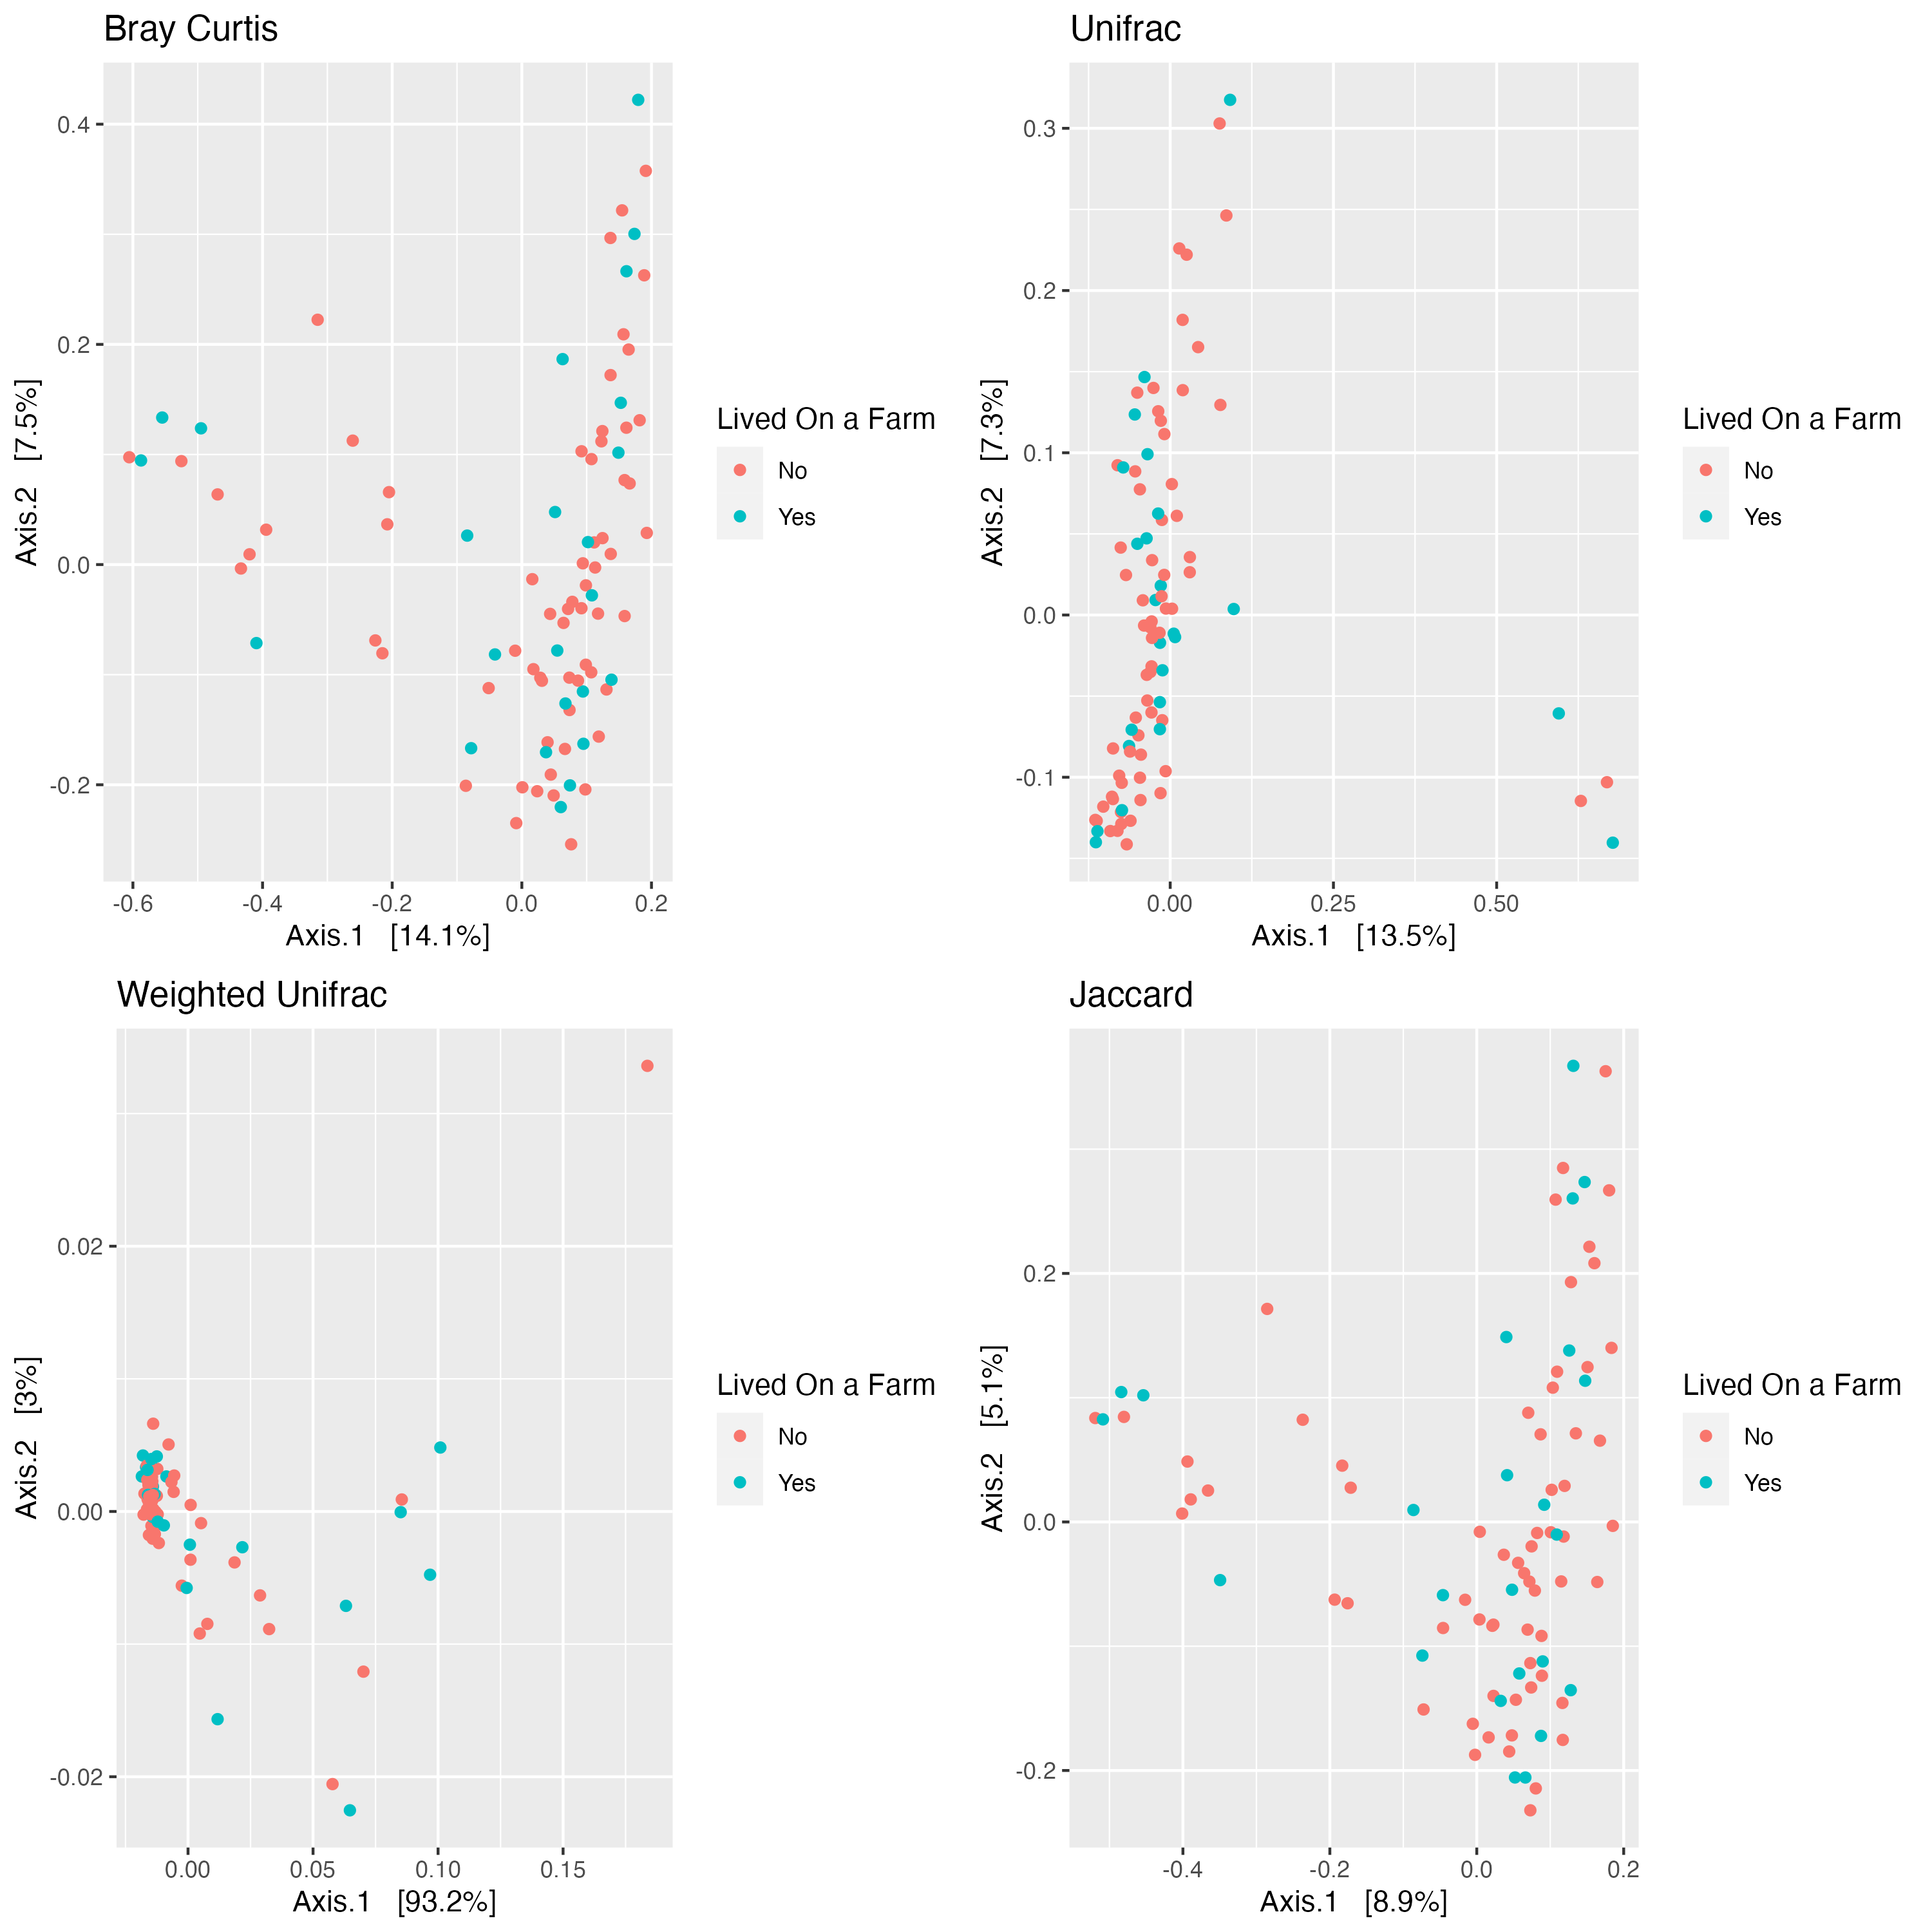 Bray Curtis
0.4
0.2
0.0
-0.2
Axis.2 [7.5%]
-0.6 -0.4 -0.2 0.0 0.2
Axis.1 [14.1%]
Lived On a Farm
No
Yes
Unifrac
0.3
0.2
0.1
0.0
-0.1
Axis.2 [7.3%]
0.00 0.25 0.50
Axis.1 [13.5%]
Lived On a Farm
No
Yes
Weighted Unifrac
0.02
0.00
-0.02
Axis.2 [3%]
0.00 0.05 0.10 0.15
Axis.1 [93.2%]
Lived On a Farm
No
Yes
Jaccard
0.2
0.0
-0.2
Axis.2 [5.1%]
-0.4 -0.2 0.0 0.2
Axis.1 [8.9%]
Lived On a Farm
No
Yes